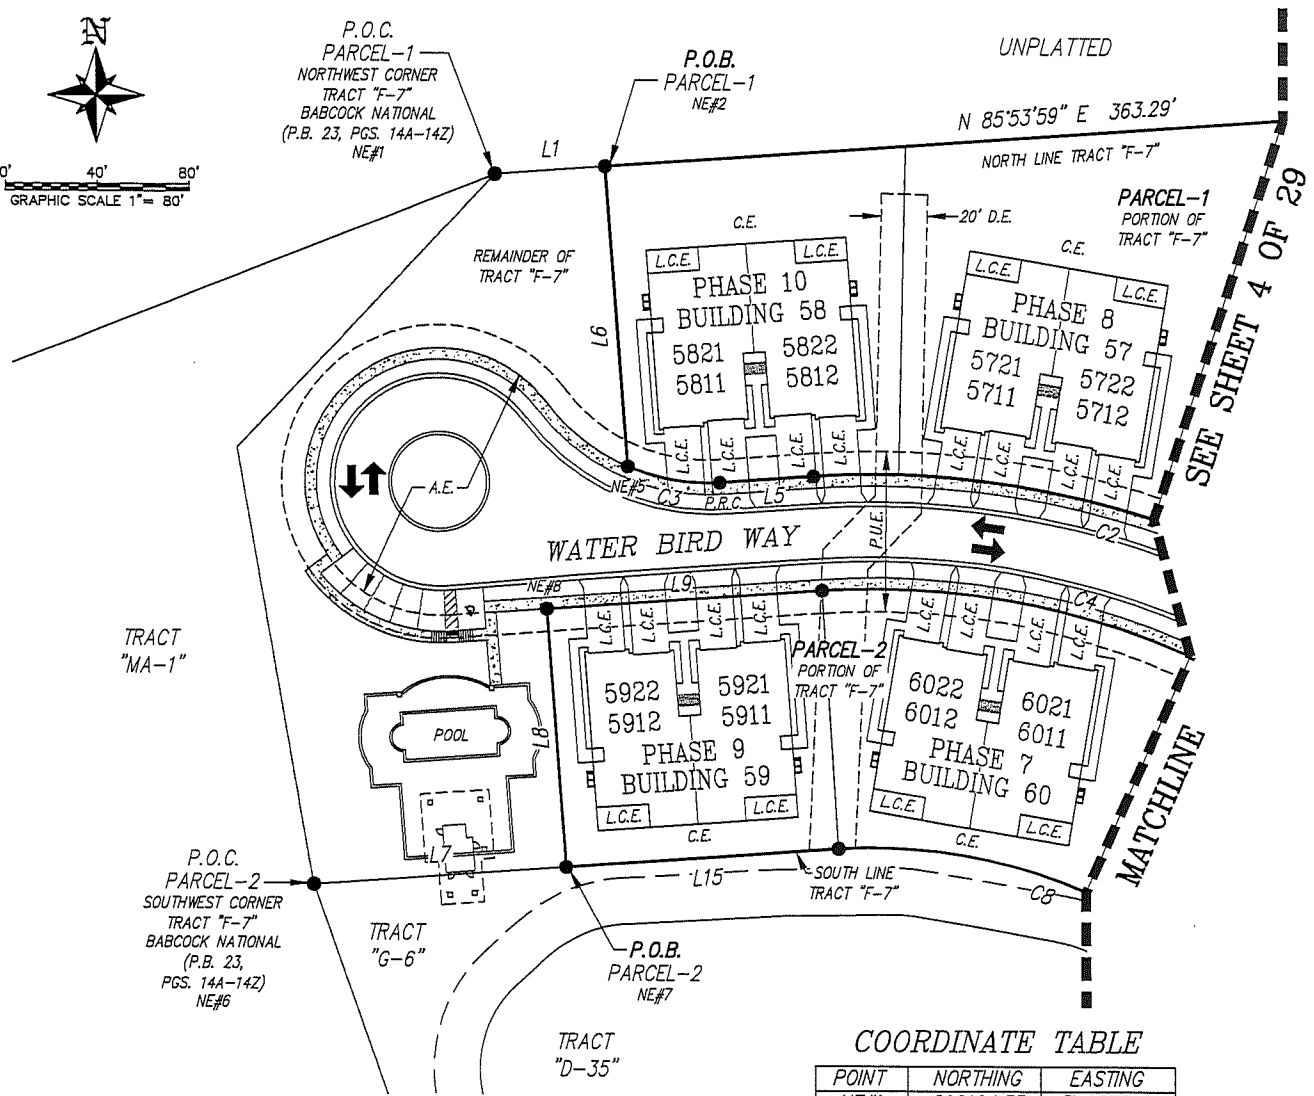 N
P.O.C.
PARCEL-1
NORTHWEST CORNER
TRACT "F-7"
BABCOCK NATIONAL
(P.B. 23, PGS. 14A-14Z)
NE#1
P.O.B.
PARCEL-1
NE#2
UNPLATTED
N 85°53'59" E 363.29'
NORTH LINE TRACT "F-7"
L1
0' 40' 80'
GRAPHIC SCALE 1"= 80'
PARCEL-1
PORTION OF
TRACT "F-7"
SEE SHEET 4 OF 29
20' D.E.
C.E.
C.E.
REMAINDER OF
TRACT "F-7"
L6
L.C.E.
L.C.E.
PHASE 10
BUILDING 58
5821
5811
5822
5812
L.C.E.
L.C.E.
PHASE 8
BUILDING 57
5721
5711
5722
5712
L.C.E.
L.C.E.
L.C.E.
L.C.E.
L.C.E.
L.C.E.
L.C.E.
L.C.E.
A.E.
NE#5
C3
P.R.C.
L5
C2
P.U.E.
WATER BIRD WAY
NE#8
L9
C4
L.C.E.
L.C.E.
L.C.E.
L.C.E.
L.C.E.
L.C.E.
L.C.E.
L.C.E.
TRACT
"MA-1"
PARCEL-2
PORTION OF
TRACT "F-7"
5922
5912
5921
5911
PHASE 9
BUILDING 59
L.C.E.
L.C.E.
C.E.
6022
6012
6021
6011
PHASE 7
BUILDING 60
L.C.E.
L.C.E.
C.E.
MATCHLINE
POOL
L8
L7
P.O.C.
PARCEL-2
SOUTHWEST CORNER
TRACT "F-7"
BABCOCK NATIONAL
(P.B. 23,
PGS. 14A-14Z)
NE#6
L15
SOUTH LINE
TRACT "F-7"
C8
TRACT
"G-6"
P.O.B.
PARCEL-2
NE#7
TRACT
"D-35"
COORDINATE TABLE
POINT NORTHING EASTING